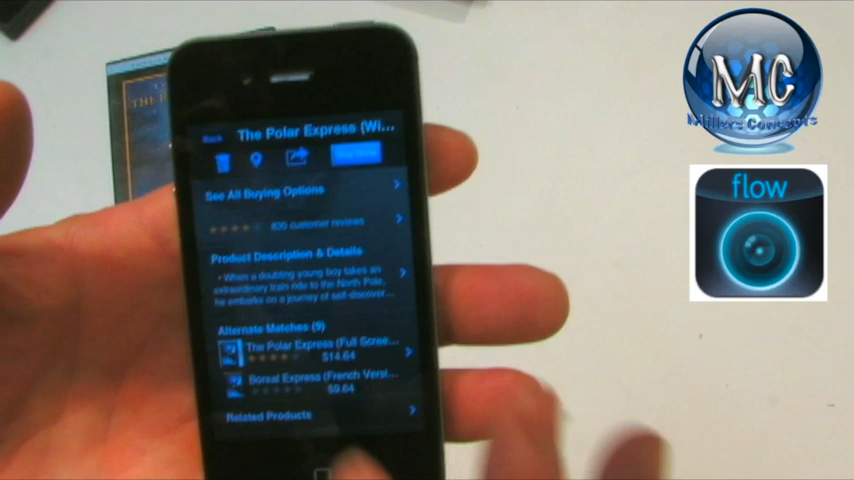 THE P
Back
The Polar Express (Wi...
See All Buying Options
830 customer reviews
Product Description & Details
• When a doubting young boy takes an
extraordinary train ride to the North Pole,
he embarks on a journey of self-discover...
Alternate Matches (9)
The Polar Express (Full Scree...
$14.64
Boreal Express (French Versi...
$9.64
Related Products
MC
Millers Concepts
flow